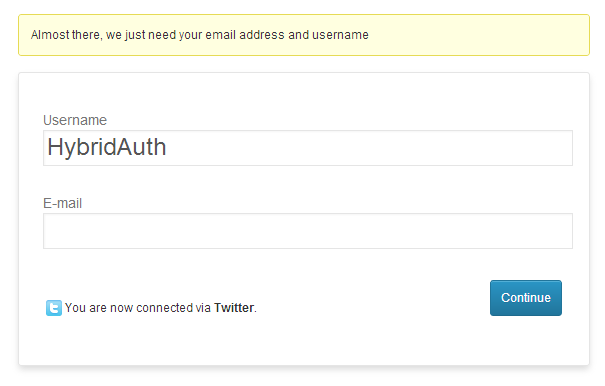 Almost there, we just need your email address and username
Username
HybridAuth
E-mail
Continue
You are now connected via Twitter.